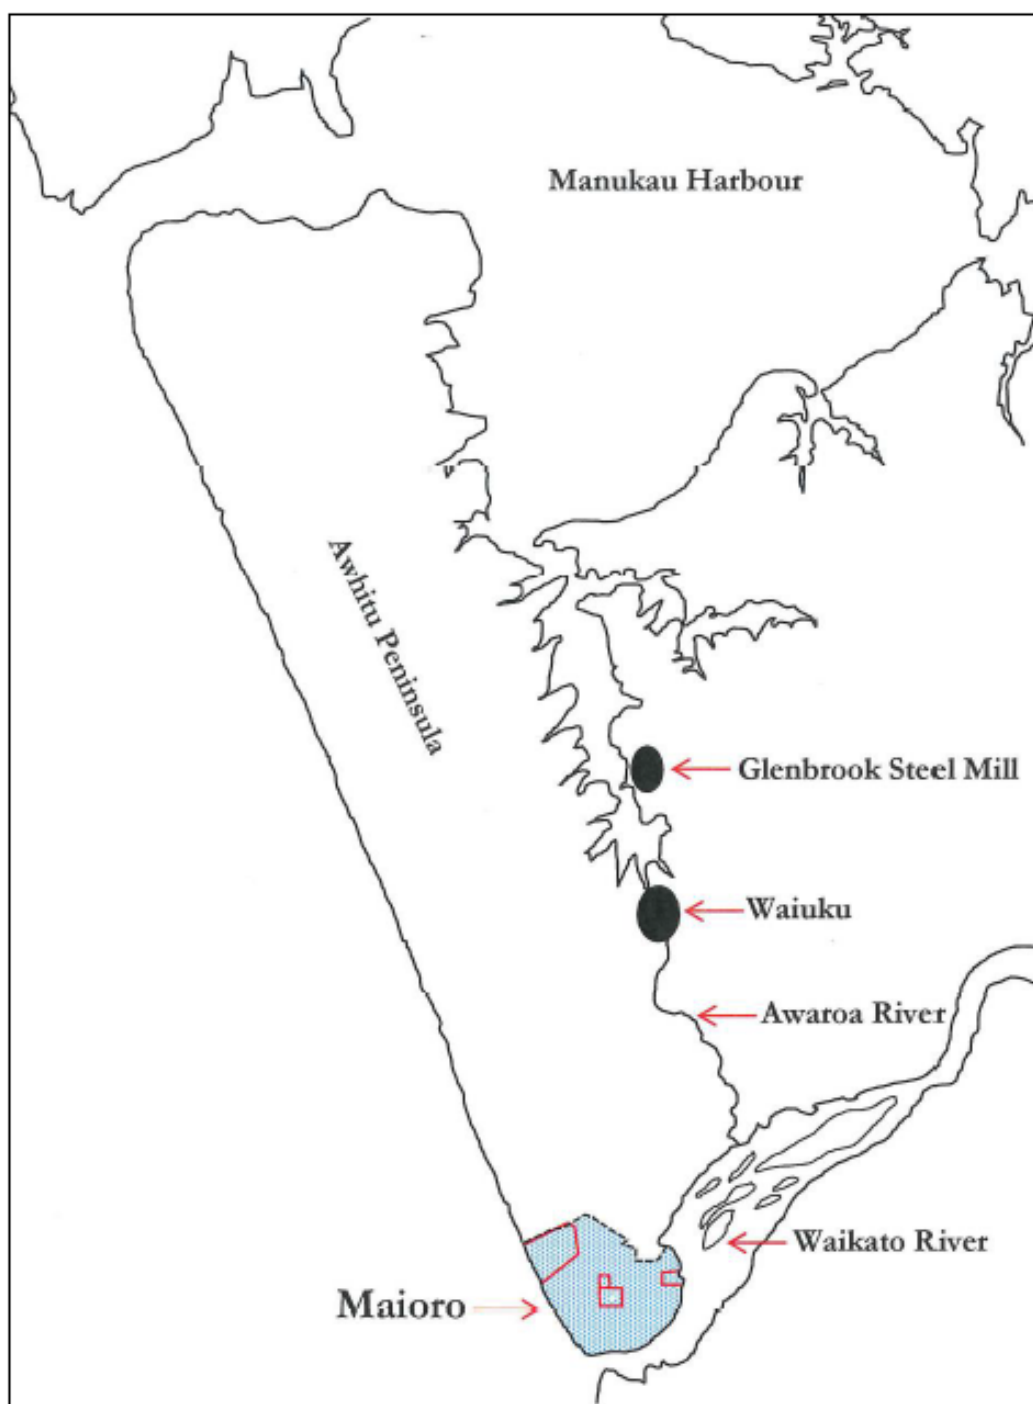 Manukau Harbour
Awhitu Peninsula
Glenbrook Steel Mill
Waiuku
Awaroa River
Waikato River
Maioro